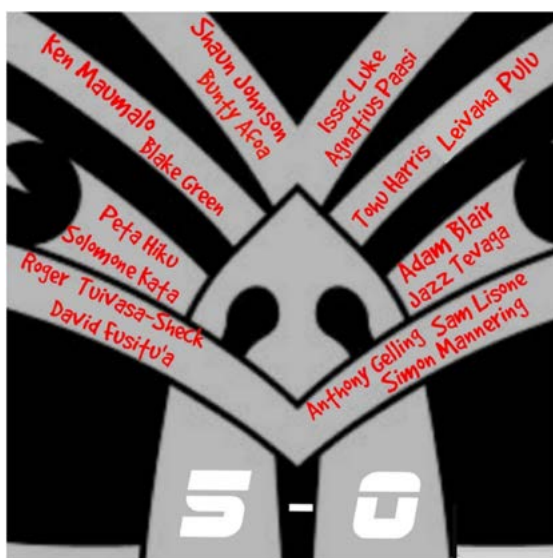 Ken Maumalo
Blake Green
Shaun Johnson
Bunty Afoa
Issac Luke
Agnatius Paasi
Tohu Harris Leivaha Pulu
Peta Hiku
Solomone Kata
Adam Blair
Jazz Tevaga
Roger Tuivasa-Sheck
David Fusitu'a
Anthony Gelling Sam Lisone
Simon Mannering
5 - 0